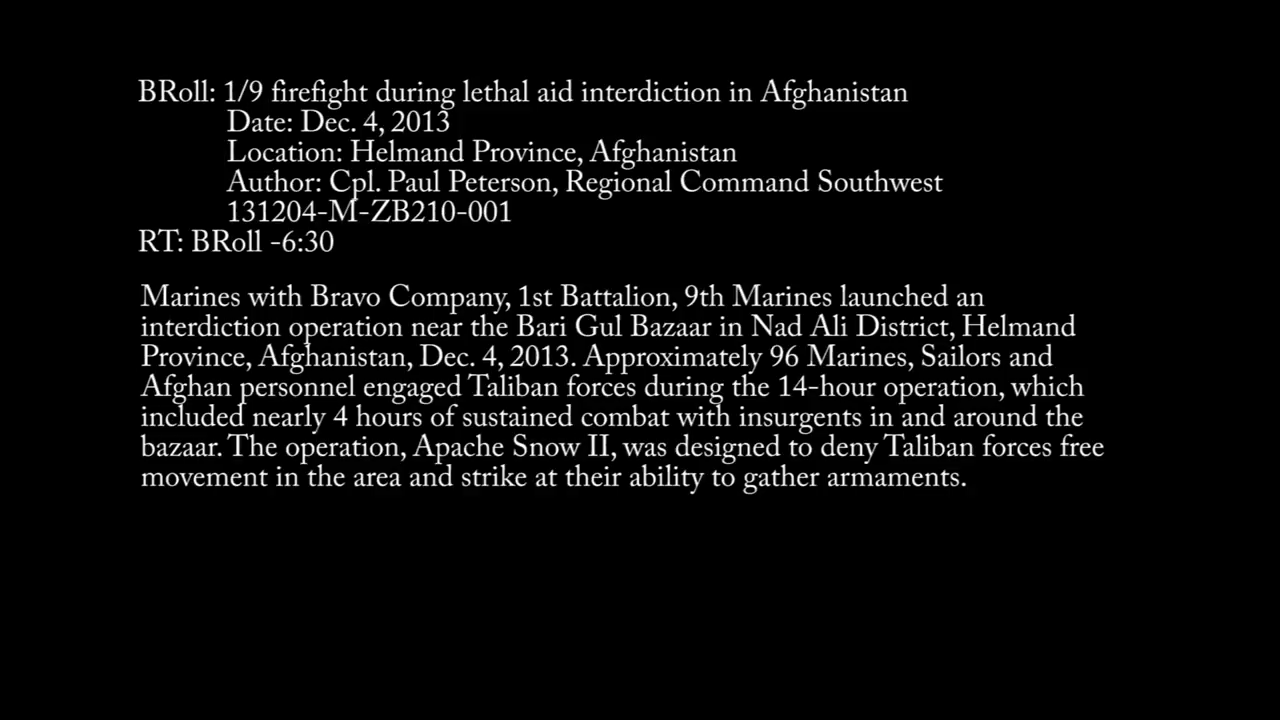 BRoll: 1/9 firefight during lethal aid interdiction in Afghanistan
Date: Dec. 4, 2013
Location: Helmand Province, Afghanistan
Author: Cpl. Paul Peterson, Regional Command Southwest
131204-M-ZB210-001
RT: BRoll -6:30
Marines with Bravo Company, 1st Battalion, 9th Marines launched an
interdiction operation near the Bari Gul Bazaar in Nad Ali District, Helmand
Province, Afghanistan, Dec. 4, 2013. Approximately 96 Marines, Sailors and
Afghan personnel engaged Taliban forces during the 14-hour operation, which
included nearly 4 hours of sustained combat with insurgents in and around the
bazaar. The operation, Apache Snow II, was designed to deny Taliban forces free
movement in the area and strike at their ability to gather armaments.